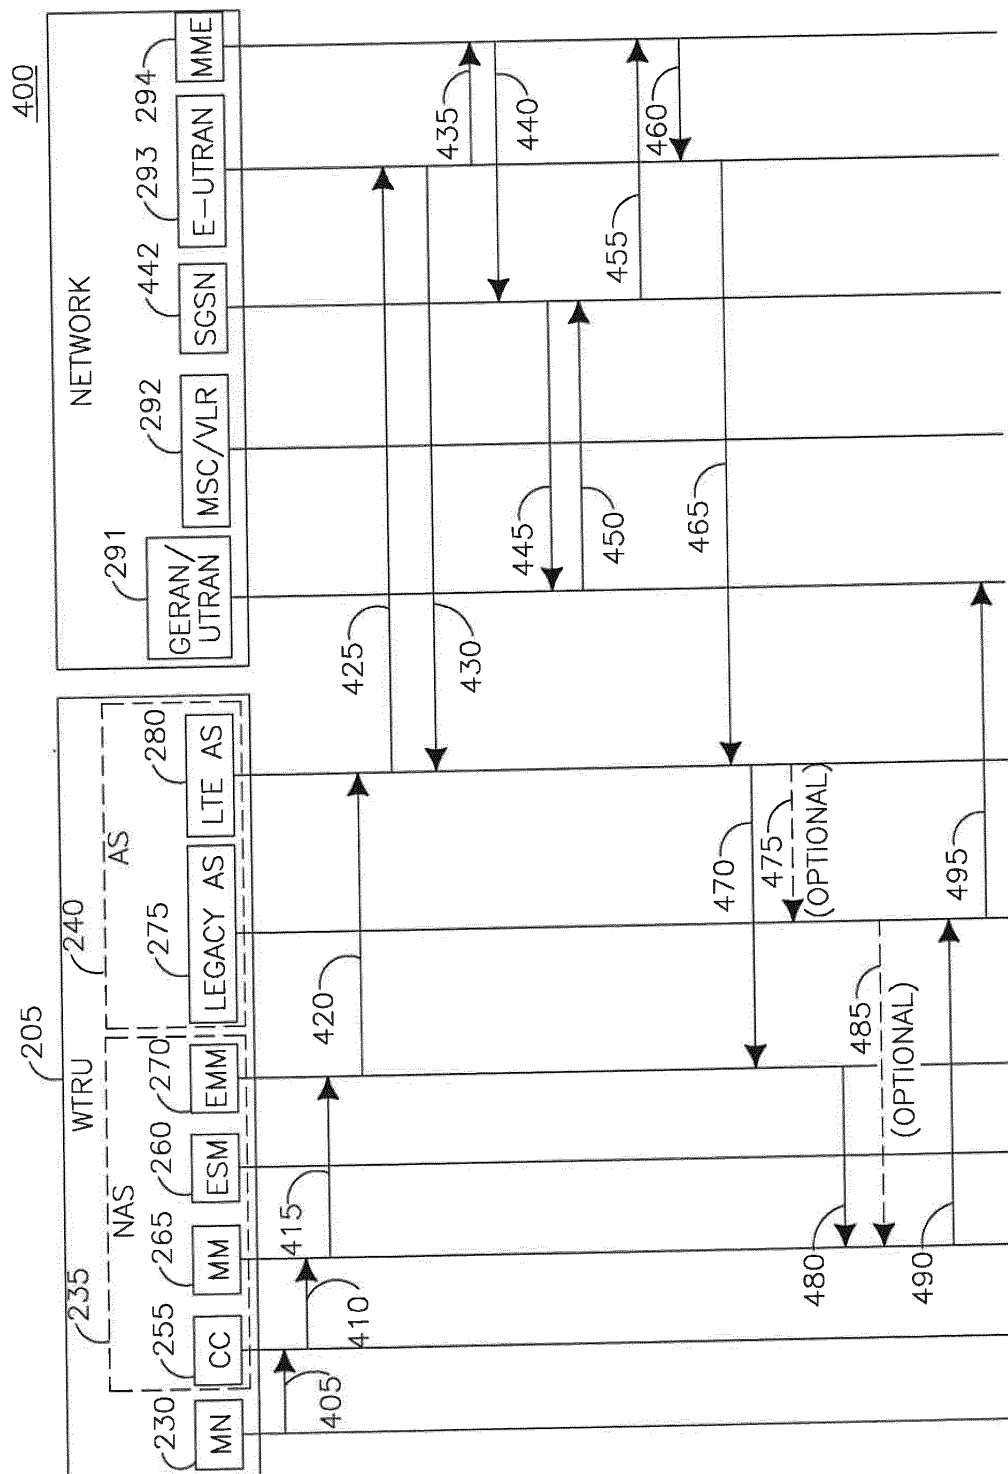 400
205
WTRU
NETWORK
235
NAS
240
AS
230
255
265
260
270
275
280
291
292
442
293
294
MN
CC
MM
ESM
EMM
LEGACY AS
LTE AS
GERAN/
UTRAN
MSC/VLR
SGSN
E-UTRAN
MME
405
410
415
420
425
430
435
440
445
450
455
460
465
470
475
(OPTIONAL)
480
485
(OPTIONAL)
490
495